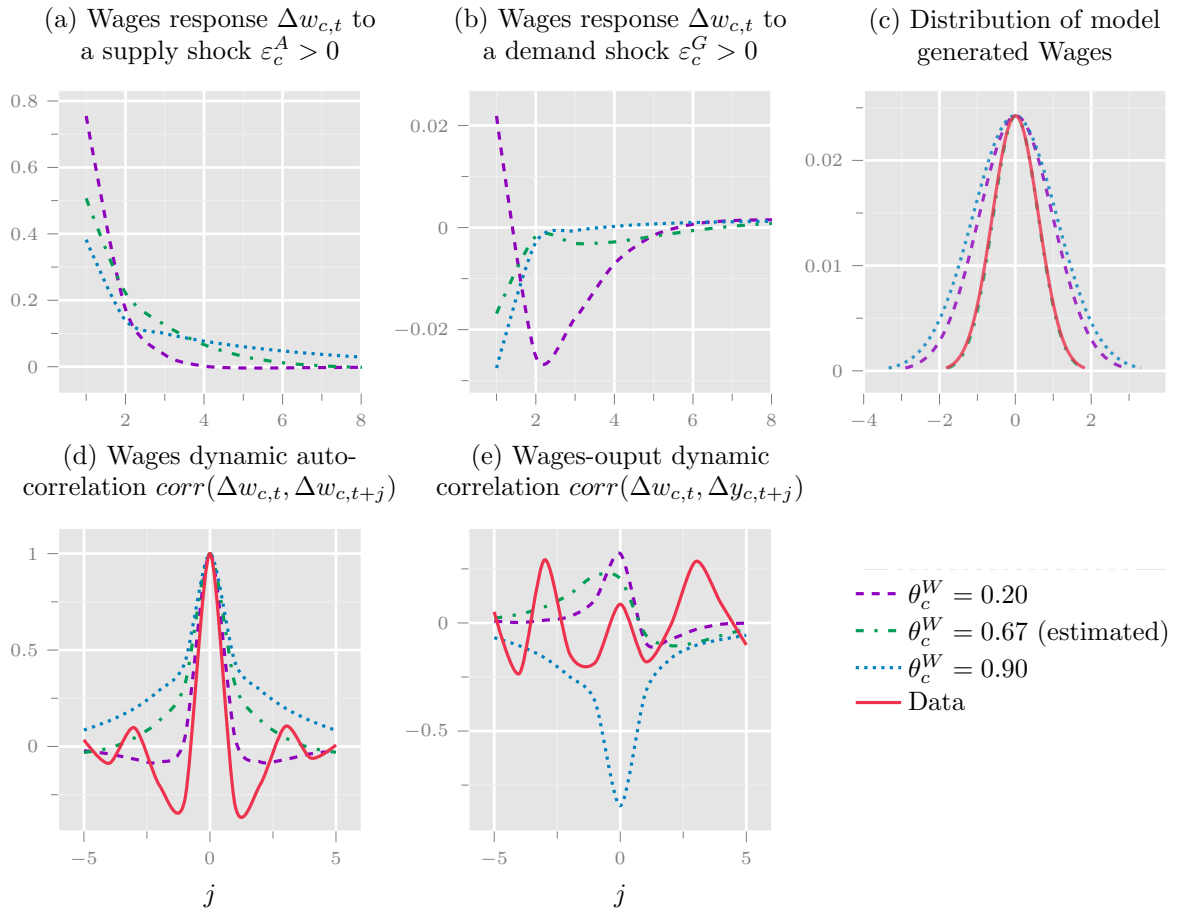 (a) Wages response Δw_{c,t} to
a supply shock ε_c^A > 0
(b) Wages response Δw_{c,t} to
a demand shock ε_c^G > 0
(c) Distribution of model
generated Wages
0.8
0.6
0.4
0.2
0
2
4
6
8
0.02
0
−0.02
2
4
6
8
0.02
0.01
0
−4
−2
0
2
(d) Wages dynamic auto-
correlation corr(Δw_{c,t}, Δw_{c,t+j})
(e) Wages-ouput dynamic
correlation corr(Δw_{c,t}, Δy_{c,t+j})
1
0.5
0
−5
0
5
j
0
−0.5
−5
0
5
j
θ_c^W = 0.20
θ_c^W = 0.67 (estimated)
θ_c^W = 0.90
Data